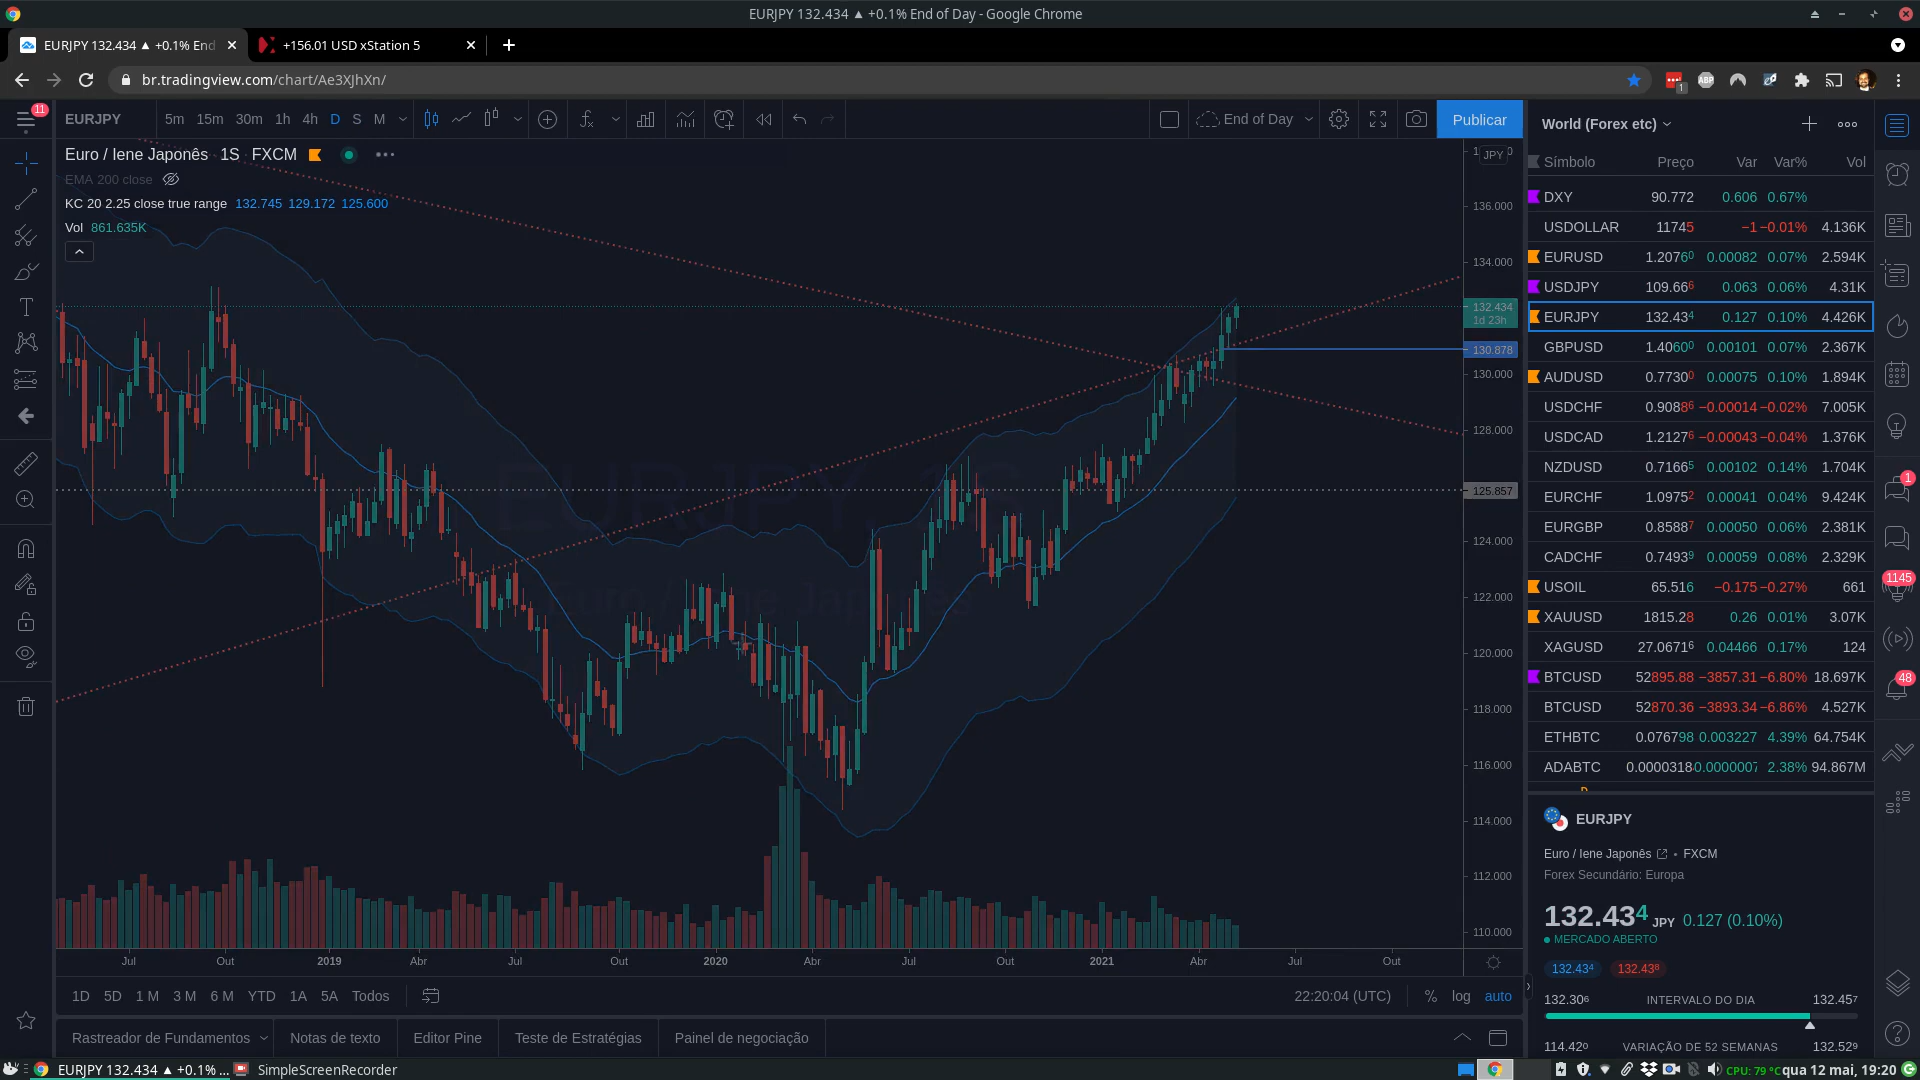 EURJPY 132.434 ▲ +0.1% End of Day - Google Chrome
EURJPY 132.434 ▲ +0.1% End
+156.01 USD xStation 5
br.tradingview.com/chart/Ae3XJhXn/
1
ABP
11
EURJPY
5m 15m 30m 1h 4h D S M
End of Day
Publicar
Euro / Iene Japonês 1S FXCM
EMA 200 close
KC 20 2.25 close true range 132.745 129.172 125.600
Vol 861.635K
EURJPY, 1S
Euro / Iene Japonês
JPY
136.000
134.000
132.434
1d 23h
130.878
130.000
128.000
125.857
124.000
122.000
120.000
118.000
116.000
114.000
112.000
110.000
Jul Out 2019 Abr Jul Out 2020 Abr Jul Out 2021 Abr Jul Out
1D 5D 1 M 3 M 6 M YTD 1A 5A Todos
22:20:04 (UTC) % log auto
Rastreador de Fundamentos Notas de texto Editor Pine Teste de Estratégias Painel de negociação
World (Forex etc)
Símbolo Preço Var Var% Vol
DXY 90.772 0.606 0.67%
USDOLLAR 11745 −1 −0.01% 4.136K
EURUSD 1.20760 0.00082 0.07% 2.594K
USDJPY 109.666 0.063 0.06% 4.31K
EURJPY 132.434 0.127 0.10% 4.426K
GBPUSD 1.40600 0.00101 0.07% 2.367K
AUDUSD 0.77300 0.00075 0.10% 1.894K
USDCHF 0.90886 −0.00014 −0.02% 7.005K
USDCAD 1.21276 −0.00043 −0.04% 1.376K
NZDUSD 0.71665 0.00102 0.14% 1.704K
EURCHF 1.09752 0.00041 0.04% 9.424K
EURGBP 0.85887 0.00050 0.06% 2.381K
CADCHF 0.74939 0.00059 0.08% 2.329K
USOIL 65.516 −0.175 −0.27% 661
XAUUSD 1815.28 0.26 0.01% 3.07K
XAGUSD 27.06716 0.04466 0.17% 124
BTCUSD 52895.88 −3857.31 −6.80% 18.697K
BTCUSD 52870.36 −3893.34 −6.86% 4.527K
ETHBTC 0.076798 0.003227 4.39% 64.754K
ADABTC 0.0000318 0.0000007 2.38% 94.867M
EURJPY
Euro / Iene Japonês • FXCM
Forex Secundário: Europa
132.434 JPY 0.127 (0.10%)
MERCADO ABERTO
132.434 132.438
132.306 INTERVALO DO DIA 132.457
114.420 VARIAÇÃO DE 52 SEMANAS 132.529
1
1145
48
EURJPY 132.434 ▲ +0.1% ...
SimpleScreenRecorder
CPU: 79 °C
qua 12 mai, 19:20